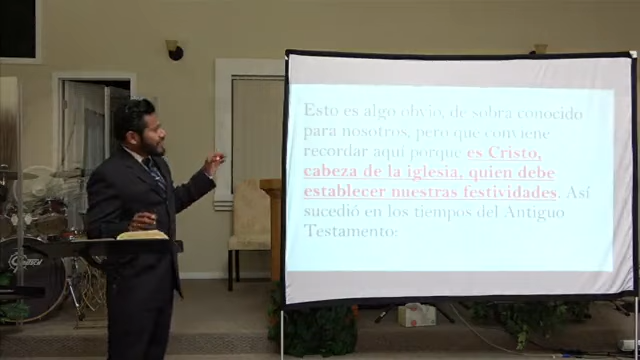 Esto es algo obvio, de sobra conocido
para nosotros, pero que conviene
recordar aquí porque es Cristo,
cabeza de la iglesia, quien debe
establecer nuestras festividades. Así
sucedió en los tiempos del Antiguo
Testamento: